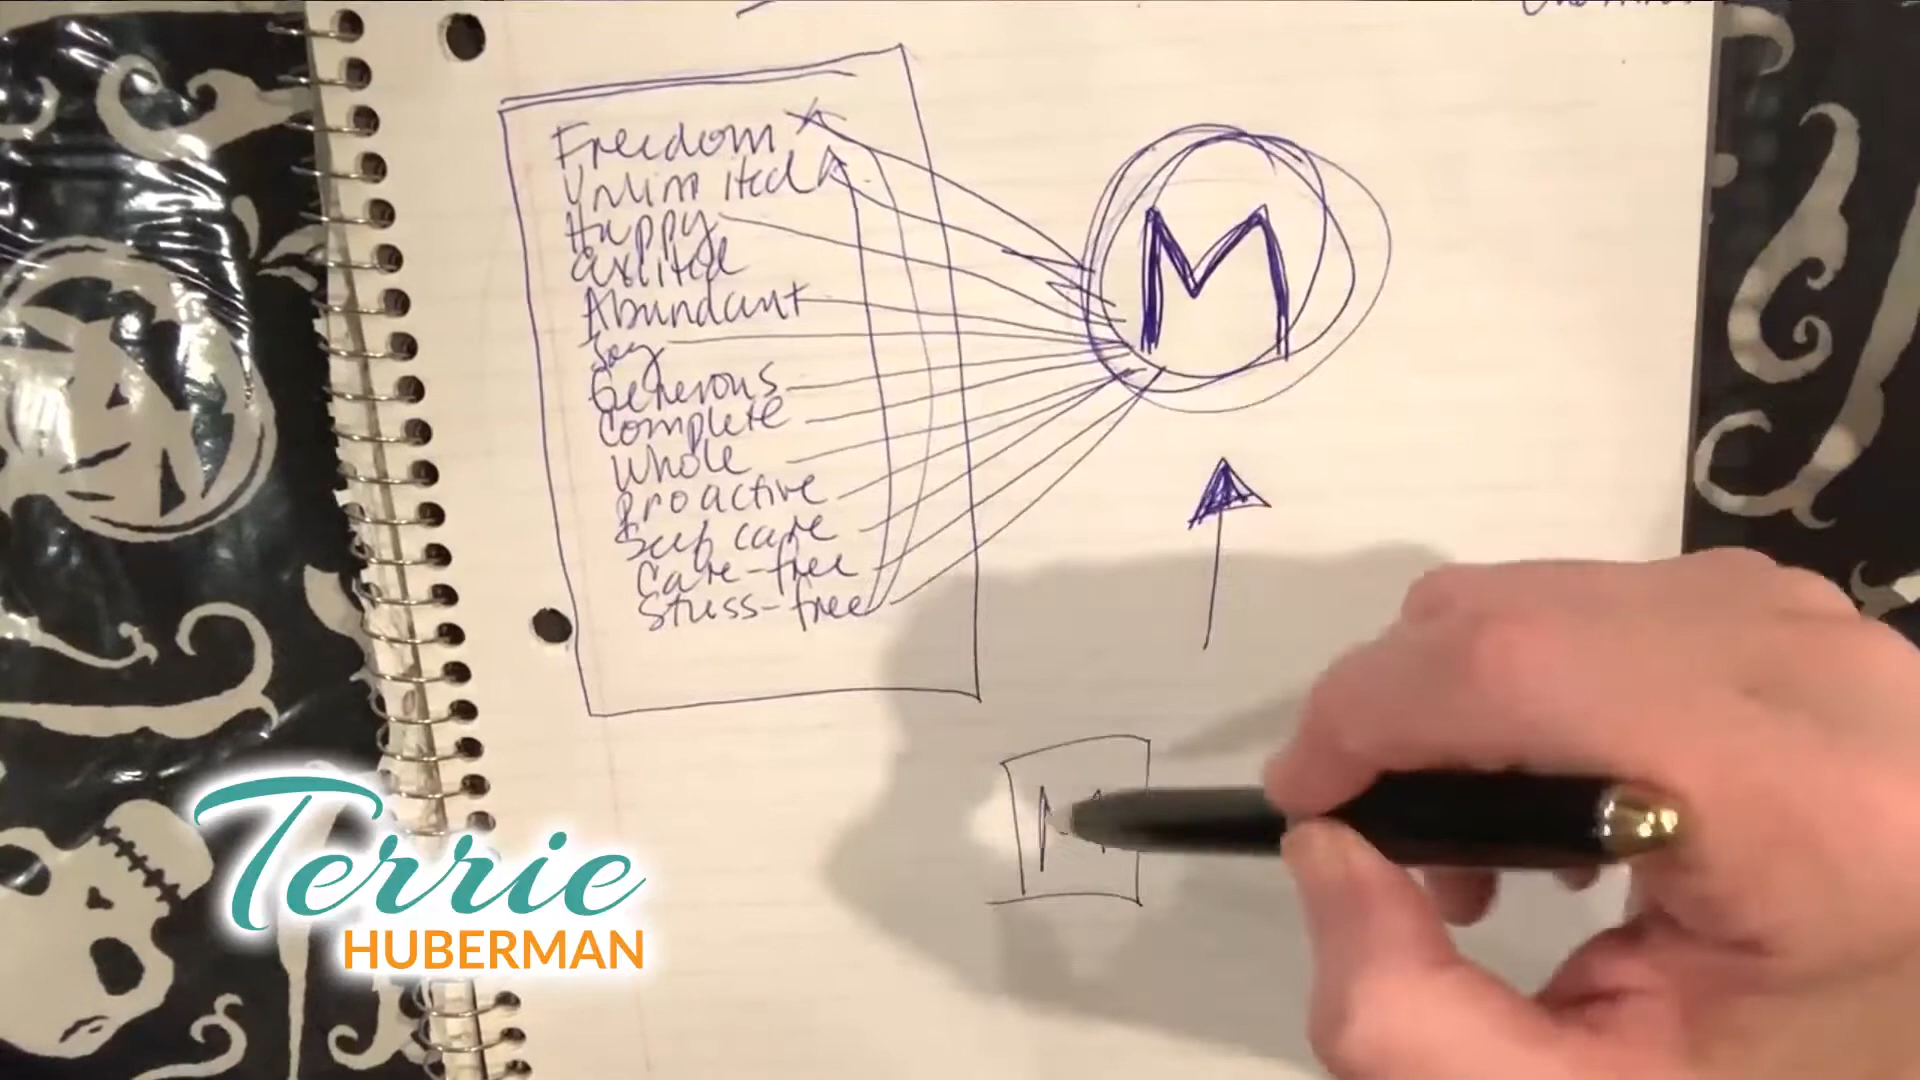 Freedom
Unlimited
Happy
Excited
Abundant
Joy
Generous
Complete
Whole
Proactive
Self care
Care-free
Stress-free
M
M
Terrie
HUBERMAN